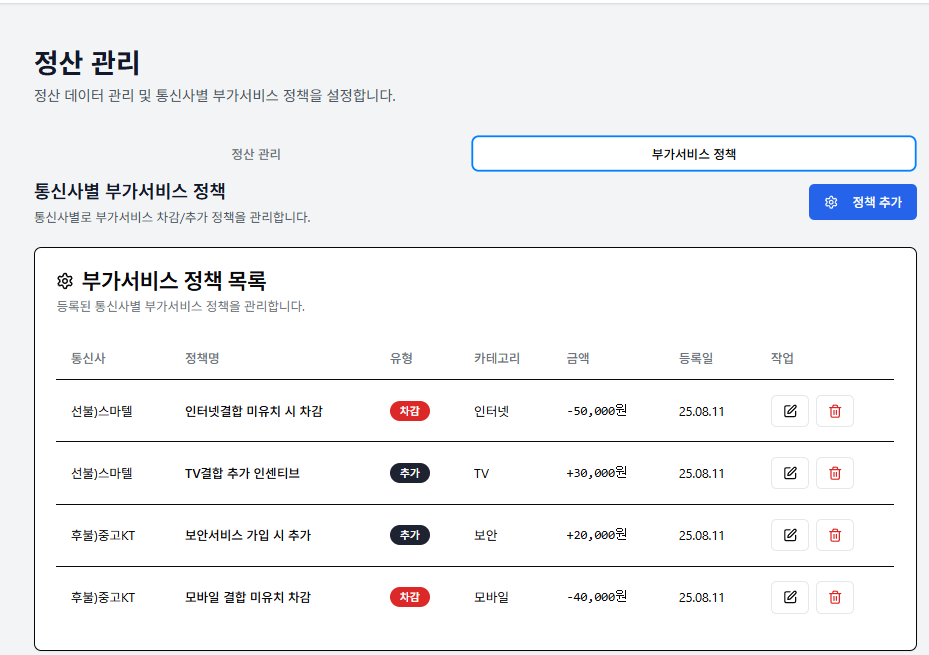 정산 관리
정산 데이터 관리 및 통신사별 부가서비스 정책을 설정합니다.
정산 관리 부가서비스 정책
통신사별 부가서비스 정책
통신사별로 부가서비스 차감/추가 정책을 관리합니다.
정책 추가
부가서비스 정책 목록
등록된 통신사별 부가서비스 정책을 관리합니다.
통신사 정책명 유형 카테고리 금액 등록일 작업
선불)스마텔 인터넷결합 미유치 시 차감 차감 인터넷 -50,000원 25.08.11
선불)스마텔 TV결합 추가 인센티브 추가 TV +30,000원 25.08.11
후불)중고KT 보안서비스 가입 시 추가 추가 보안 +20,000원 25.08.11
후불)중고KT 모바일 결합 미유치 차감 차감 모바일 -40,000원 25.08.11